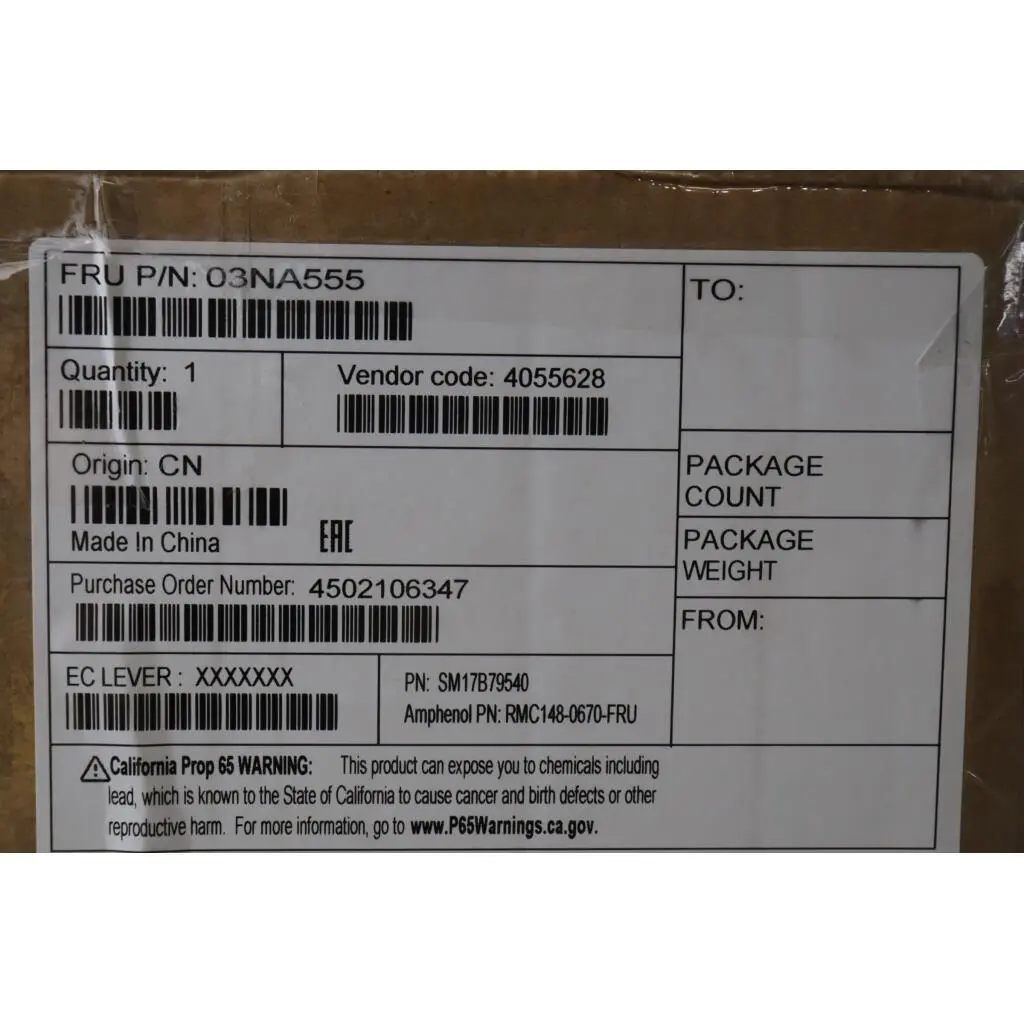 FRU P/N: 03NA555
TO:
Quantity: 1
Vendor code: 4055628
Origin: CN
Made In China
EAC
PACKAGE
COUNT
PACKAGE
WEIGHT
Purchase Order Number: 4502106347
FROM:
EC LEVER : XXXXXXX
PN: SM17B79540
Amphenol PN: RMC148-0670-FRU
California Prop 65 WARNING: This product can expose you to chemicals including
lead, which is known to the State of California to cause cancer and birth defects or other
reproductive harm. For more information, go to www.P65Warnings.ca.gov.